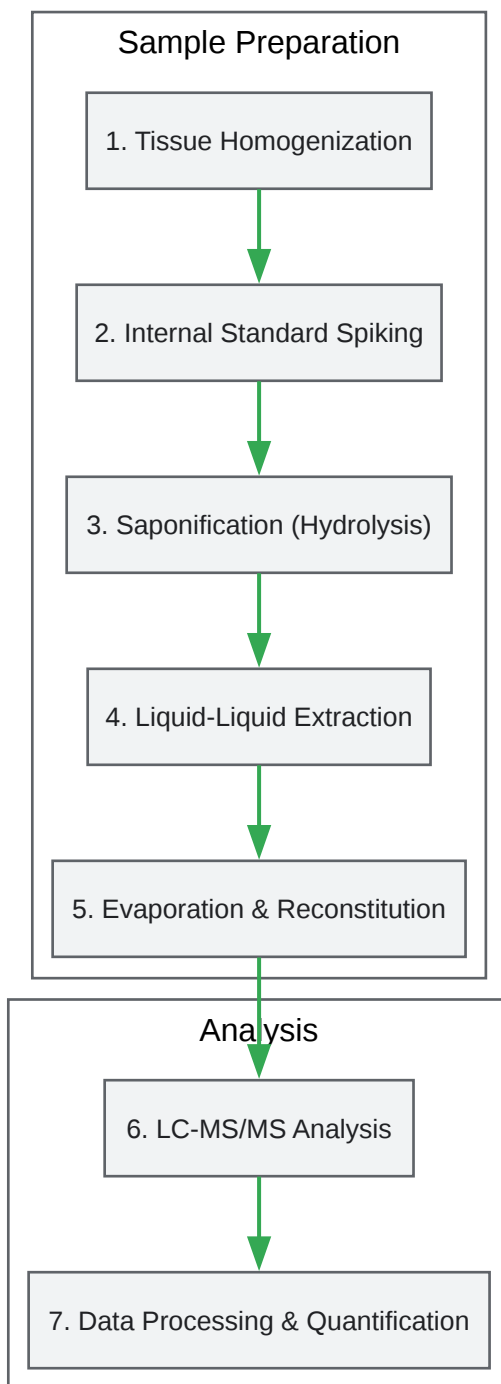 Sample Preparation
1. Tissue Homogenization
2. Internal Standard Spiking
3. Saponification (Hydrolysis)
4. Liquid-Liquid Extraction
5. Evaporation & Reconstitution
Analysis
6. LC-MS/MS Analysis
7. Data Processing & Quantification